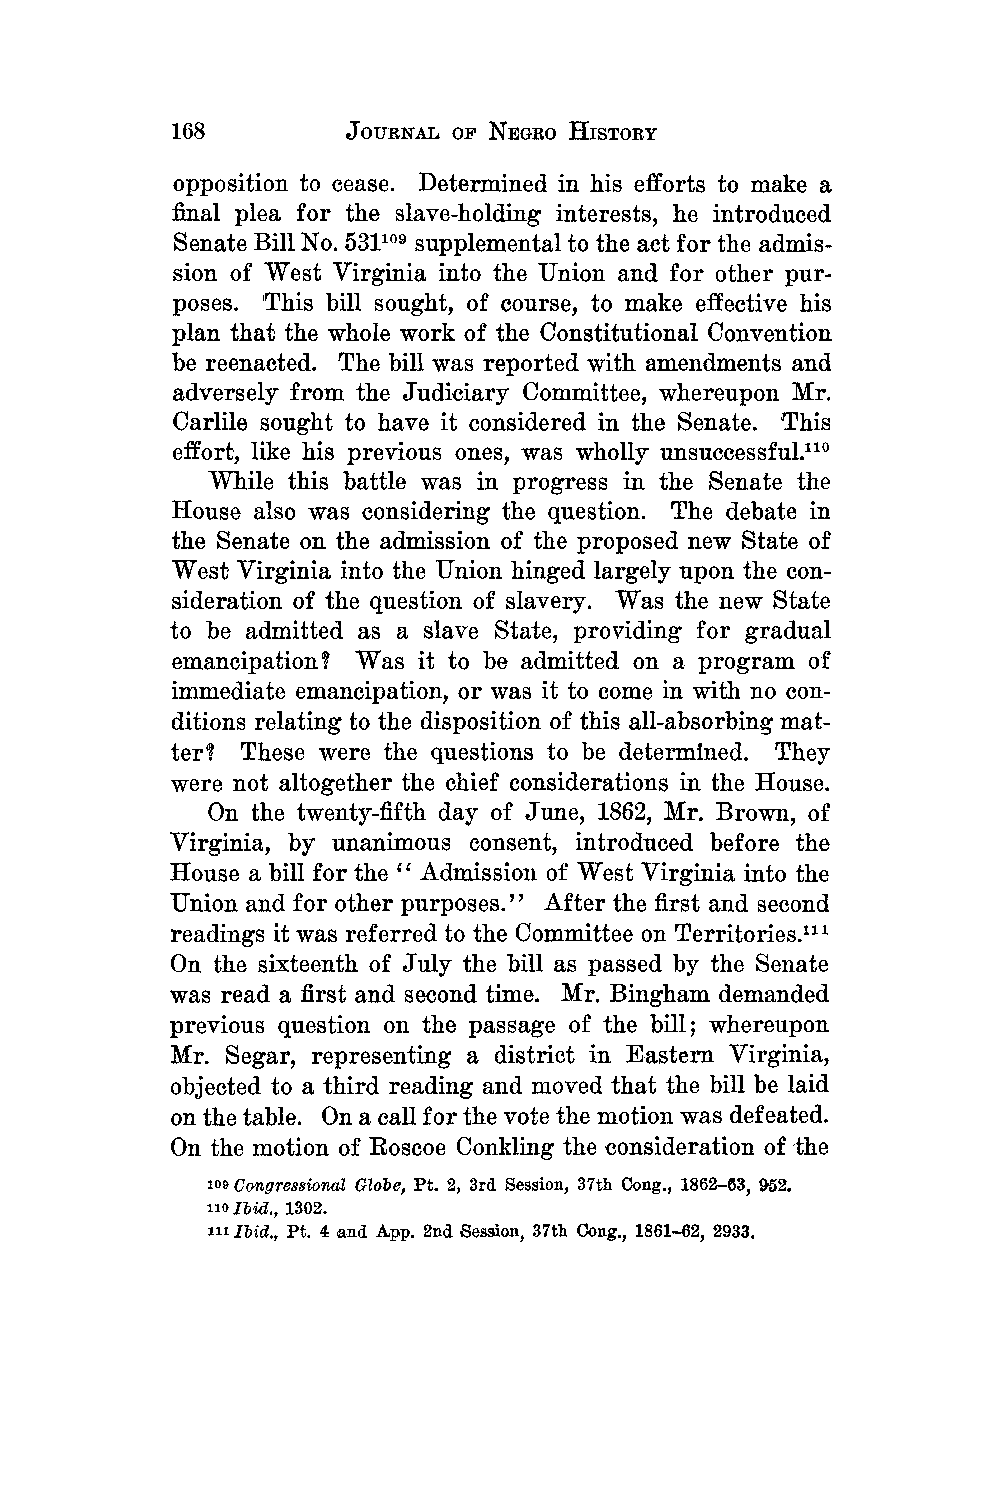 168 JOURNAL OF NEGRO HISTORY
opposition to cease. Determined in his efforts to make a
final plea for the slave-holding interests, he introduced
Senate Bill No. 531¹⁰⁹ supplemental to the act for the admis-
sion of West Virginia into the Union and for other pur-
poses. This bill sought, of course, to make effective his
plan that the whole work of the Constitutional Convention
be reenacted. The bill was reported with amendments and
adversely from the Judiciary Committee, whereupon Mr.
Carlile sought to have it considered in the Senate. This
effort, like his previous ones, was wholly unsuccessful.¹¹⁰
While this battle was in progress in the Senate the
House also was considering the question. The debate in
the Senate on the admission of the proposed new State of
West Virginia into the Union hinged largely upon the con-
sideration of the question of slavery. Was the new State
to be admitted as a slave State, providing for gradual
emancipation? Was it to be admitted on a program of
immediate emancipation, or was it to come in with no con-
ditions relating to the disposition of this all-absorbing mat-
ter? These were the questions to be determined. They
were not altogether the chief considerations in the House.
On the twenty-fifth day of June, 1862, Mr. Brown, of
Virginia, by unanimous consent, introduced before the
House a bill for the “ Admission of West Virginia into the
Union and for other purposes.” After the first and second
readings it was referred to the Committee on Territories.¹¹¹
On the sixteenth of July the bill as passed by the Senate
was read a first and second time. Mr. Bingham demanded
previous question on the passage of the bill; whereupon
Mr. Segar, representing a district in Eastern Virginia,
objected to a third reading and moved that the bill be laid
on the table. On a call for the vote the motion was defeated.
On the motion of Roscoe Conkling the consideration of the
¹⁰⁹ Congressional Globe, Pt. 2, 3rd Session, 37th Cong., 1862–63, 952.
¹¹⁰ Ibid., 1302.
¹¹¹ Ibid., Pt. 4 and App. 2nd Session, 37th Cong., 1861–62, 2933.